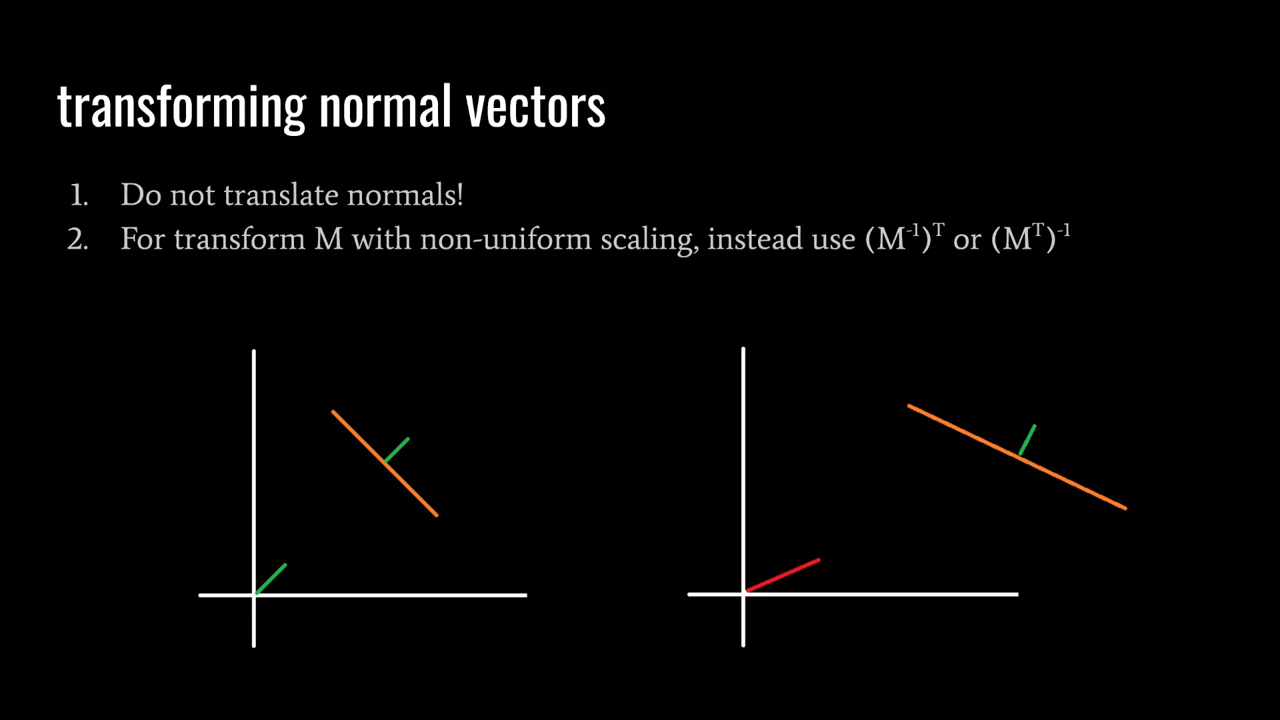 transforming normal vectors
1. Do not translate normals!
2. For transform M with non-uniform scaling, instead use (M⁻¹)ᵀ or (Mᵀ)⁻¹